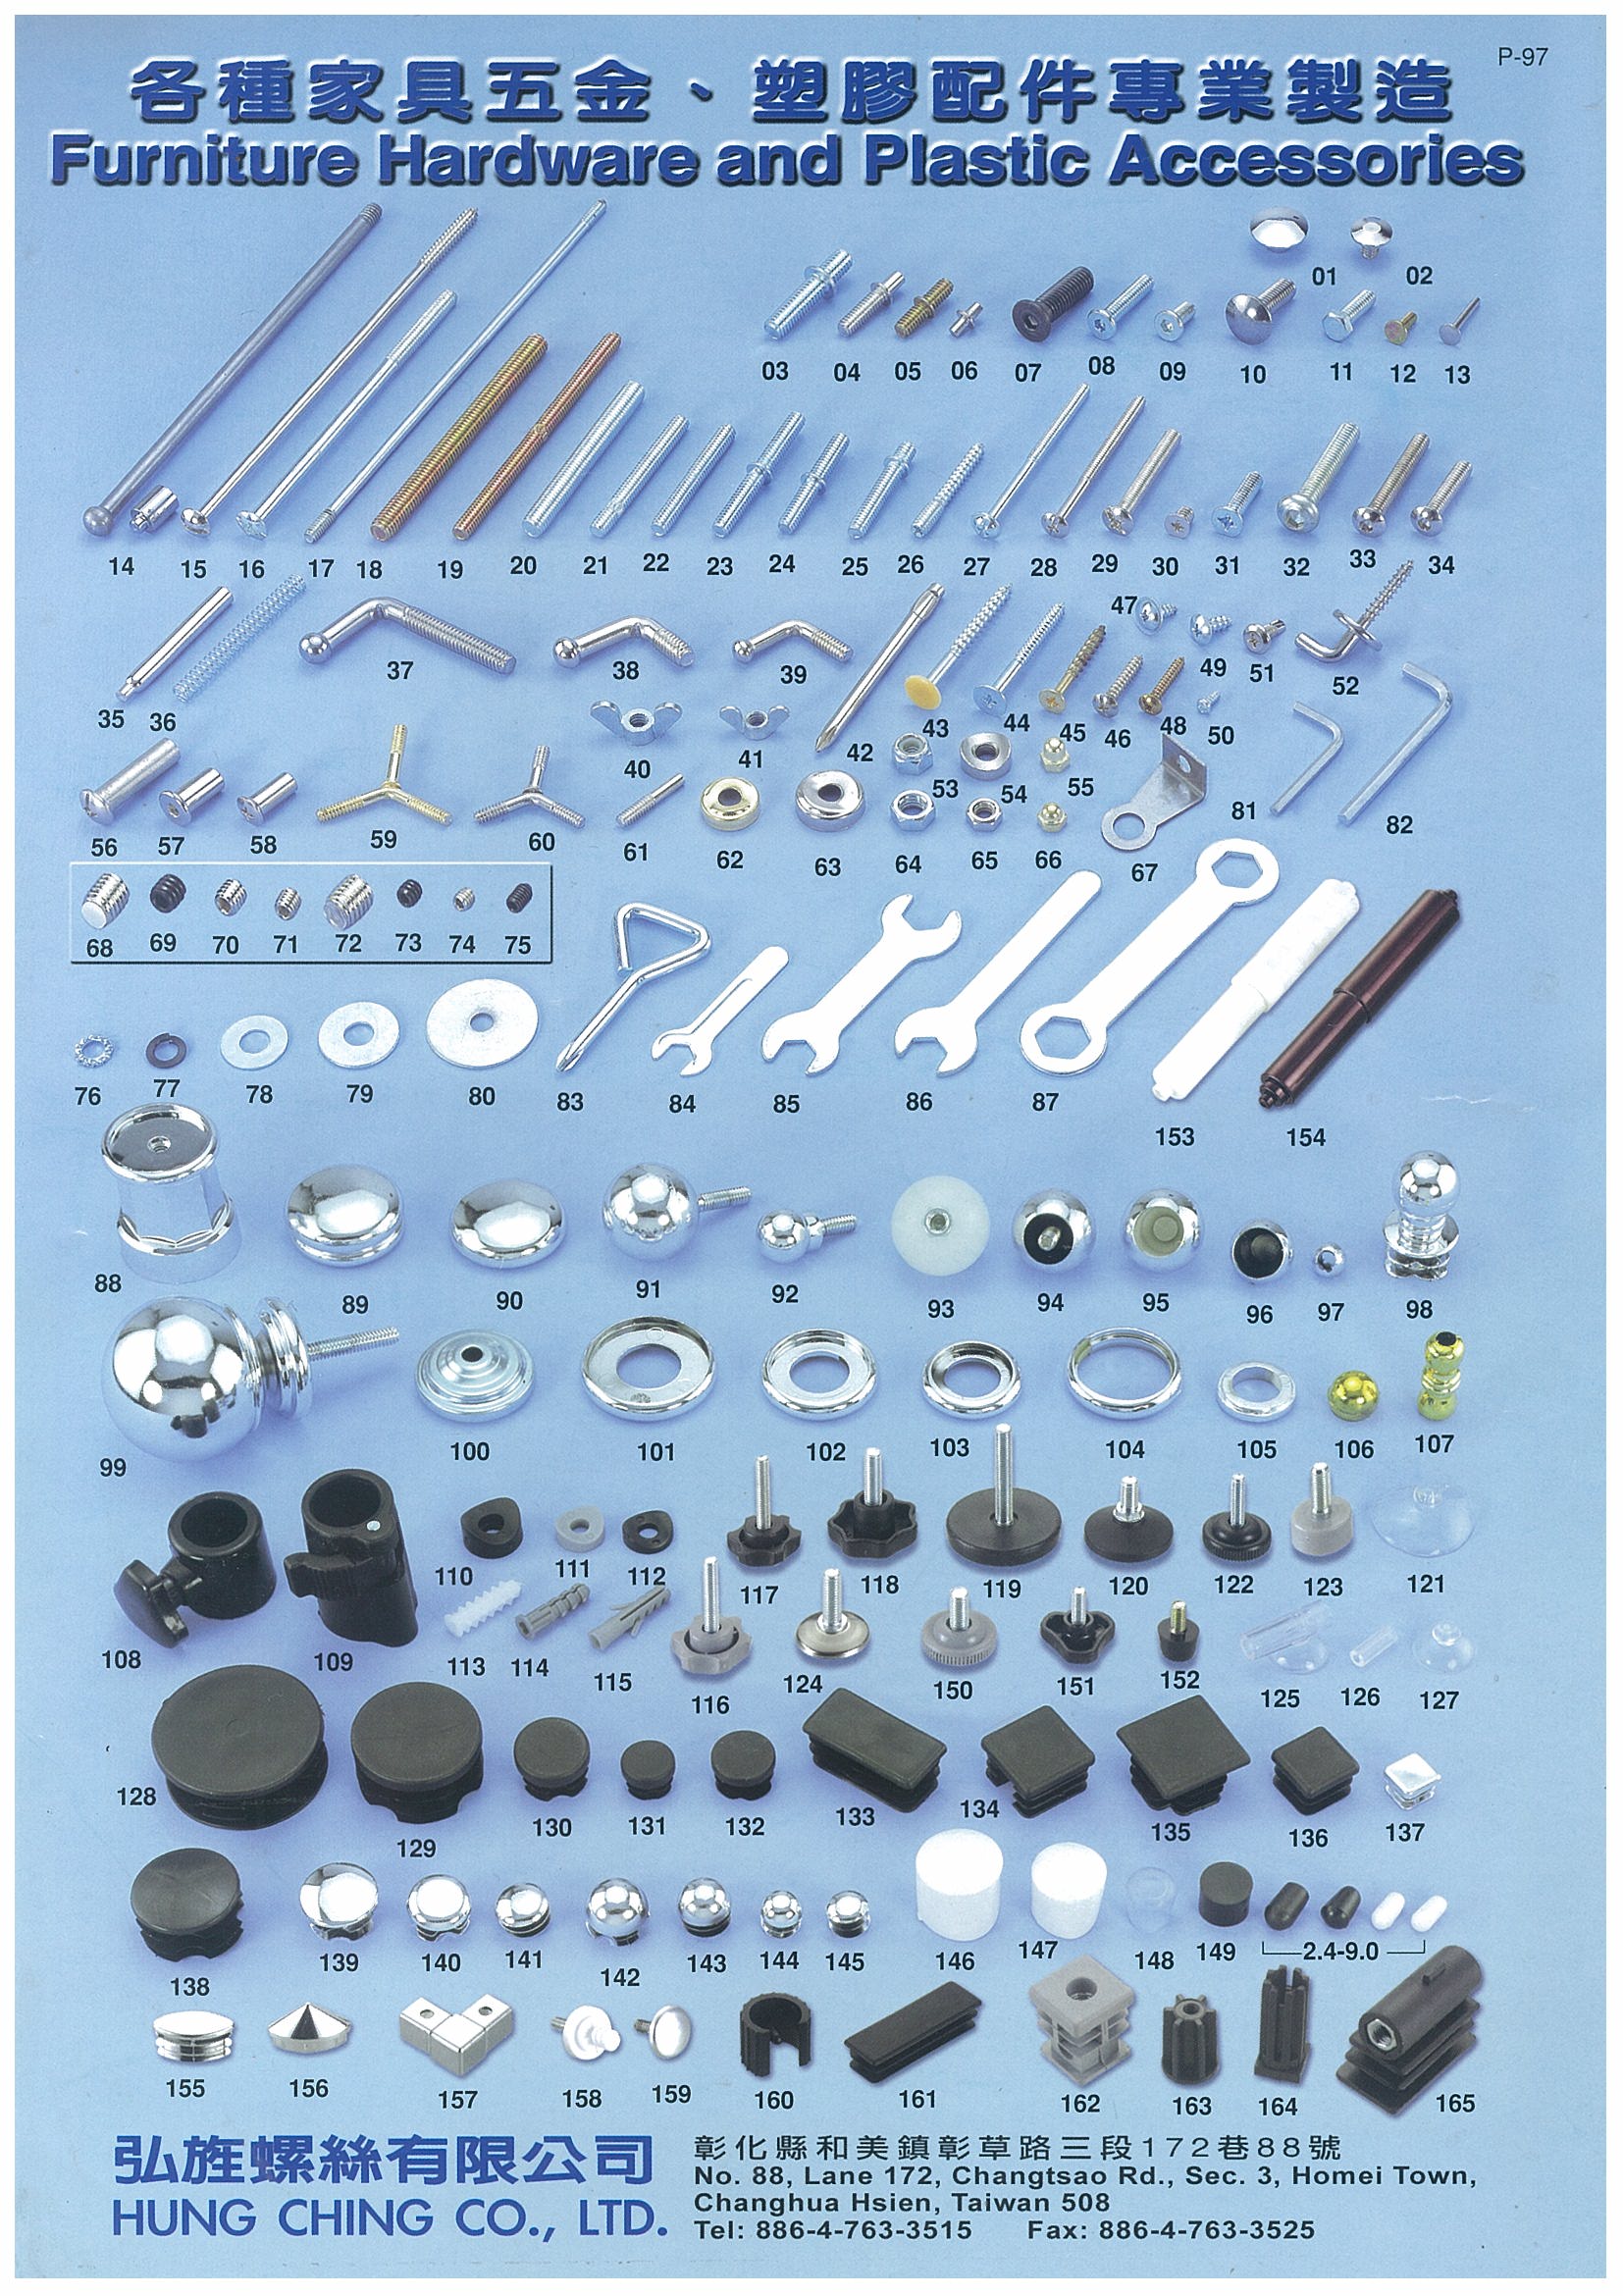 P-97
各種家具五金、塑膠配件專業製造
Furniture Hardware and Plastic Accessories
01 02
03 04 05 06 07 08 09 10 11 12 13
14 15 16 17 18 19 20 21 22 23 24 25 26 27 28 29 30 31 32 33 34
47
37 38 39 49 51 52
35 36 43 44 45 46 48 50
40 41 42
53 54 55
56 57 58 59 60 61 62 63 64 65 66 67 81 82
68 69 70 71 72 73 74 75
76 77 78 79 80 83 84 85 86 87
153 154
88 89 90 91 92 93 94 95 96 97 98
99 100 101 102 103 104 105 106 107
110 111 112 117 118 119 120 122 123 121
108 109 113 114 115 116 124 150 151 152 125 126 127
128 129 130 131 132 133 134 135 136 137
138 139 140 141 142 143 144 145 146 147 148 149 2.4-9.0
155 156 157 158 159 160 161 162 163 164 165
弘旌螺絲有限公司
HUNG CHING CO., LTD.
彰化縣和美鎮彰草路三段172巷88號
No. 88, Lane 172, Changtsao Rd., Sec. 3, Homei Town,
Changhua Hsien, Taiwan 508
Tel: 886-4-763-3515 Fax: 886-4-763-3525